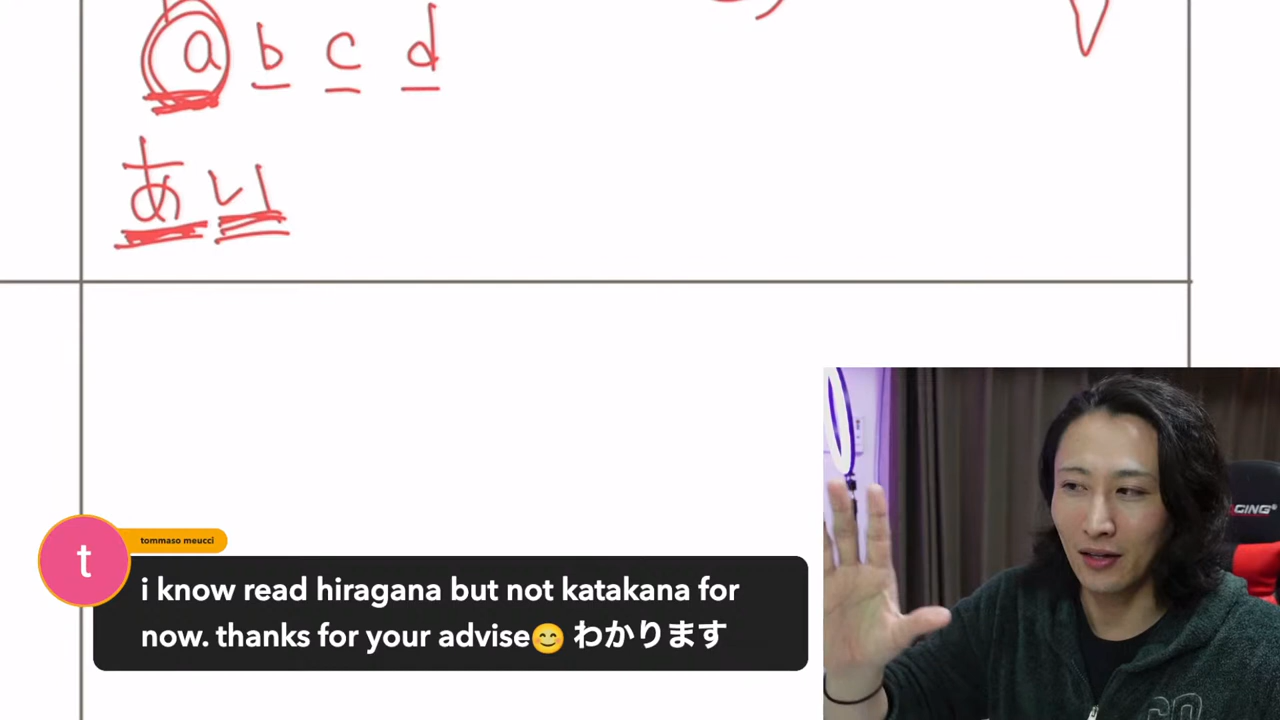 a b c d
あい
t
tommaso meucci
i know read hiragana but not katakana for
now. thanks for your advise😊 わかります
GING®